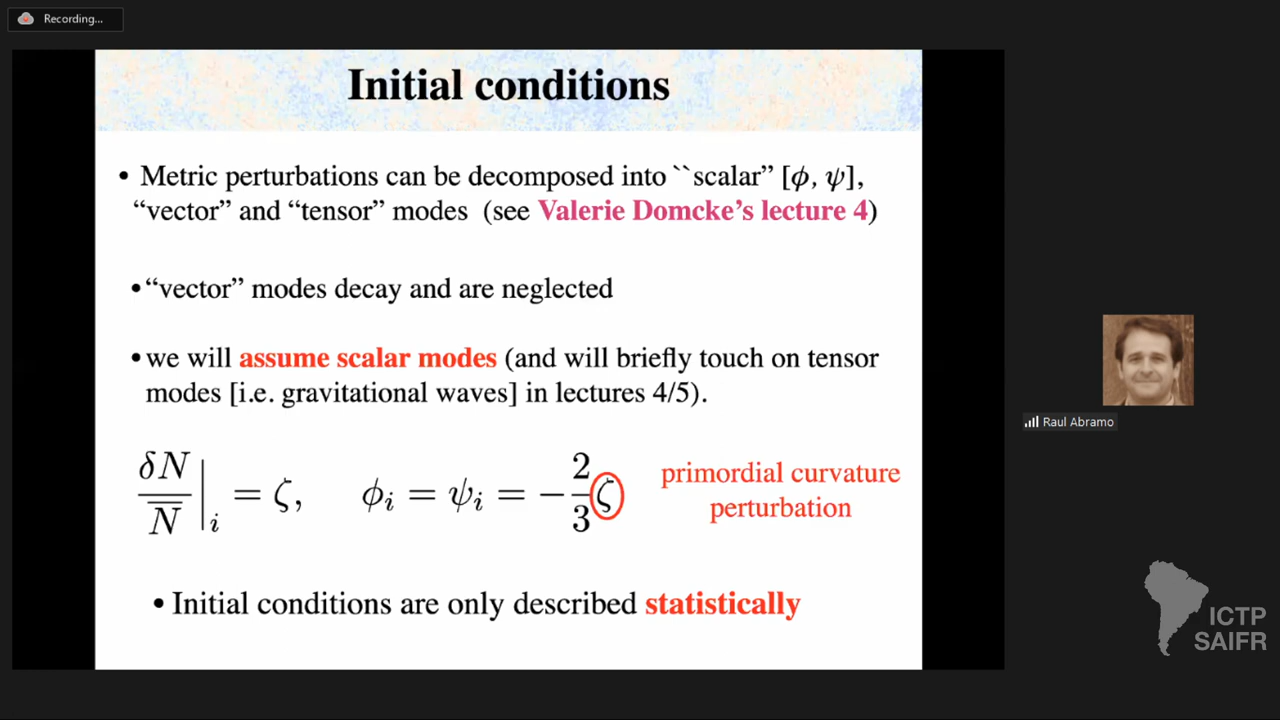 Recording...
Initial conditions
• Metric perturbations can be decomposed into ``scalar” [ϕ, ψ],
“vector” and “tensor” modes (see Valerie Domcke’s lecture 4)
• “vector” modes decay and are neglected
• we will assume scalar modes (and will briefly touch on tensor
modes [i.e. gravitational waves] in lectures 4/5).
δN/N̅ |ᵢ = ζ, ϕᵢ = ψᵢ = −2/3 ζ
primordial curvature
perturbation
• Initial conditions are only described statistically
Raul Abramo
ICTP
SAIFR